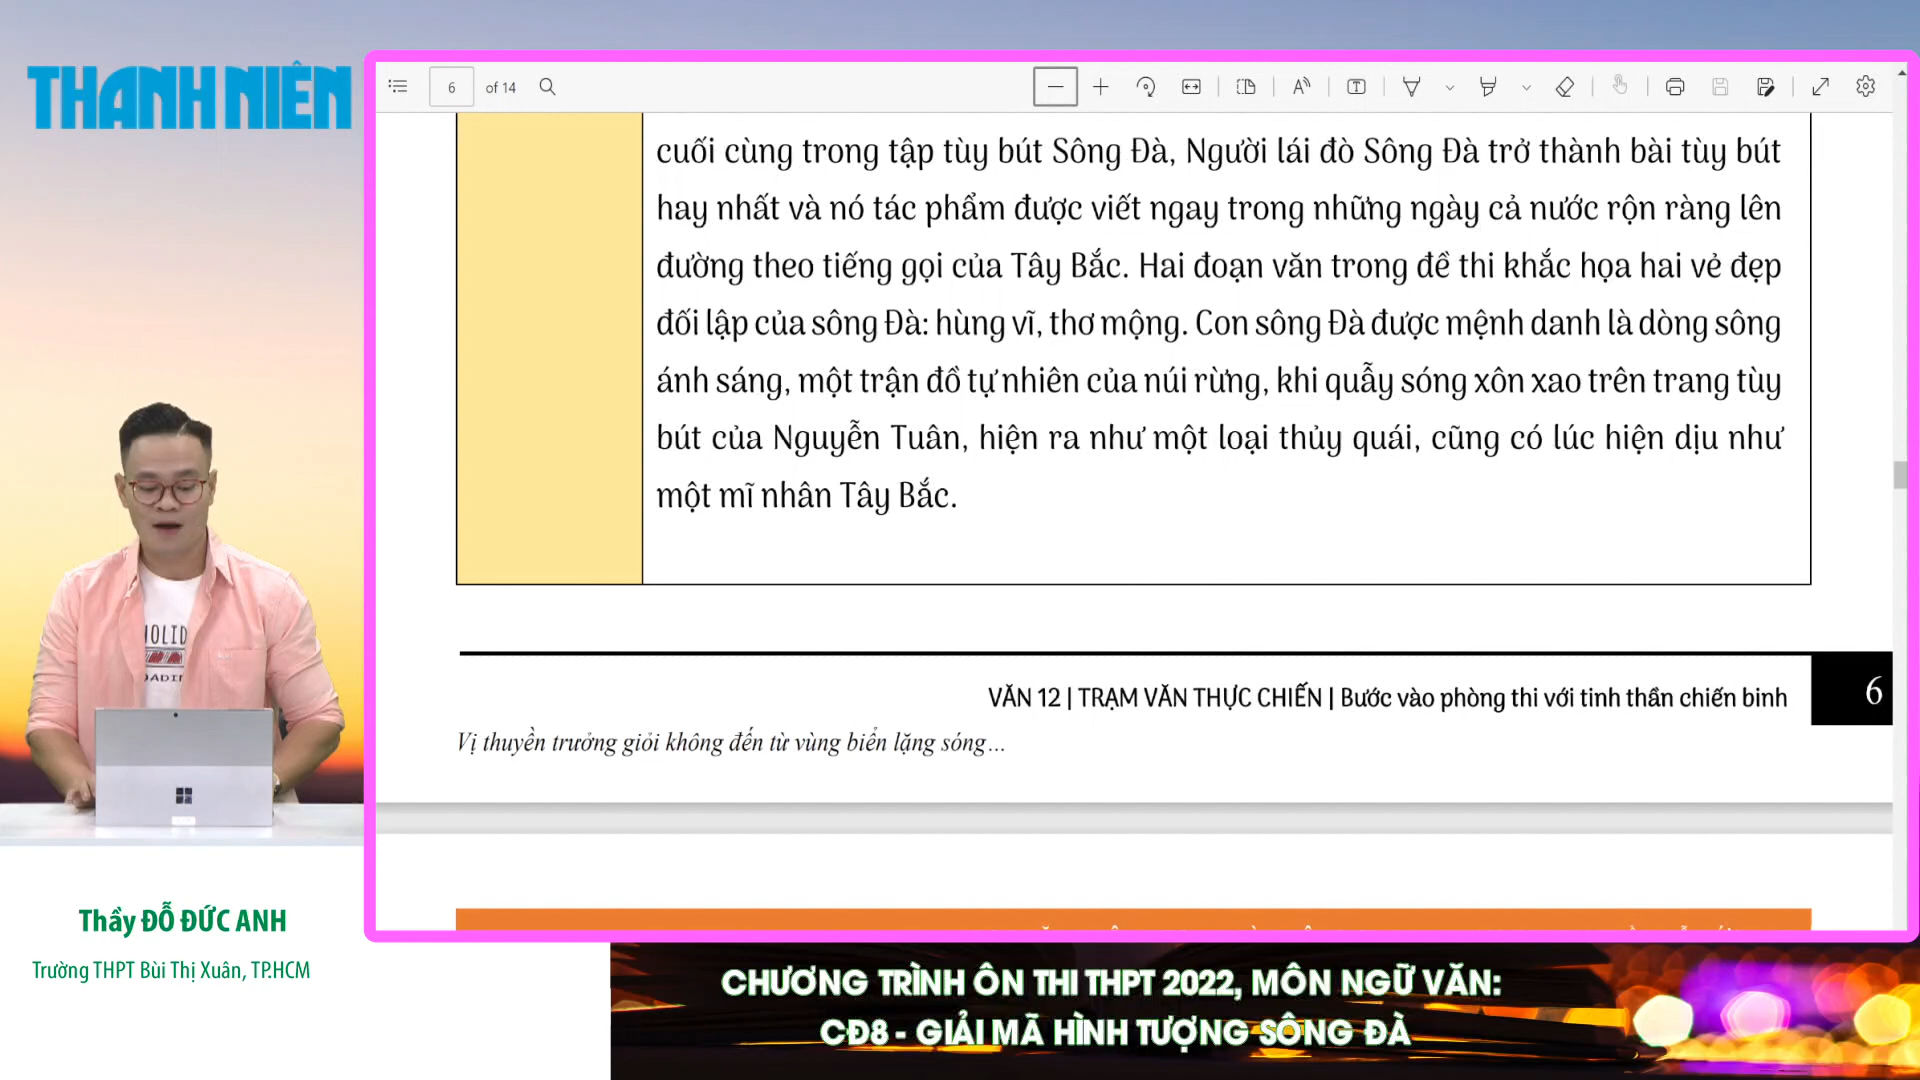 THANH NIÊN
6 of 14
cuối cùng trong tập tùy bút Sông Đà, Người lái đò Sông Đà trở thành bài tùy bút
hay nhất và nó tác phẩm được viết ngay trong những ngày cả nước rộn ràng lên
đường theo tiếng gọi của Tây Bắc. Hai đoạn văn trong đề thi khắc họa hai vẻ đẹp
đối lập của sông Đà: hùng vĩ, thơ mộng. Con sông Đà được mệnh danh là dòng sông
ánh sáng, một trận đồ tự nhiên của núi rừng, khi quẫy sóng xôn xao trên trang tùy
bút của Nguyễn Tuân, hiện ra như một loại thủy quái, cũng có lúc hiện dịu như
một mĩ nhân Tây Bắc.
VĂN 12 | TRẠM VĂN THỰC CHIẾN | Bước vào phòng thi với tinh thần chiến binh
6
Vị thuyền trưởng giỏi không đến từ vùng biển lặng sóng...
Thầy ĐỖ ĐỨC ANH
Trường THPT Bùi Thị Xuân, TP.HCM
CHƯƠNG TRÌNH ÔN THI THPT 2022, MÔN NGỮ VĂN:
CĐ8 - GIẢI MÃ HÌNH TƯỢNG SÔNG ĐÀ